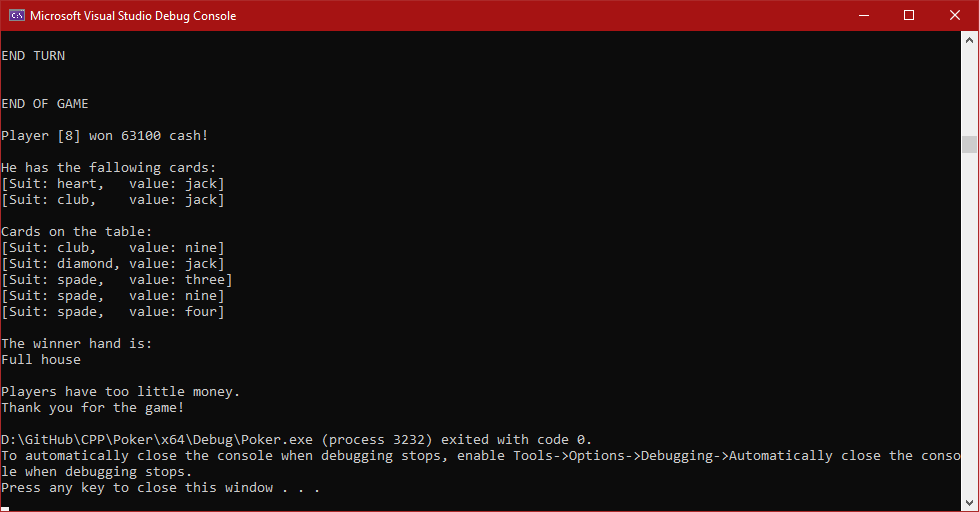 Microsoft Visual Studio Debug Console
END TURN
END OF GAME
Player [8] won 63100 cash!
He has the fallowing cards:
[Suit: heart,   value: jack]
[Suit: club,    value: jack]
Cards on the table:
[Suit: club,    value: nine]
[Suit: diamond, value: jack]
[Suit: spade,   value: three]
[Suit: spade,   value: nine]
[Suit: spade,   value: four]
The winner hand is:
Full house
Players have too little money.
Thank you for the game!
D:\GitHub\CPP\Poker\x64\Debug\Poker.exe (process 3232) exited with code 0.
To automatically close the console when debugging stops, enable Tools->Options->Debugging->Automatically close the conso
le when debugging stops.
Press any key to close this window . . .